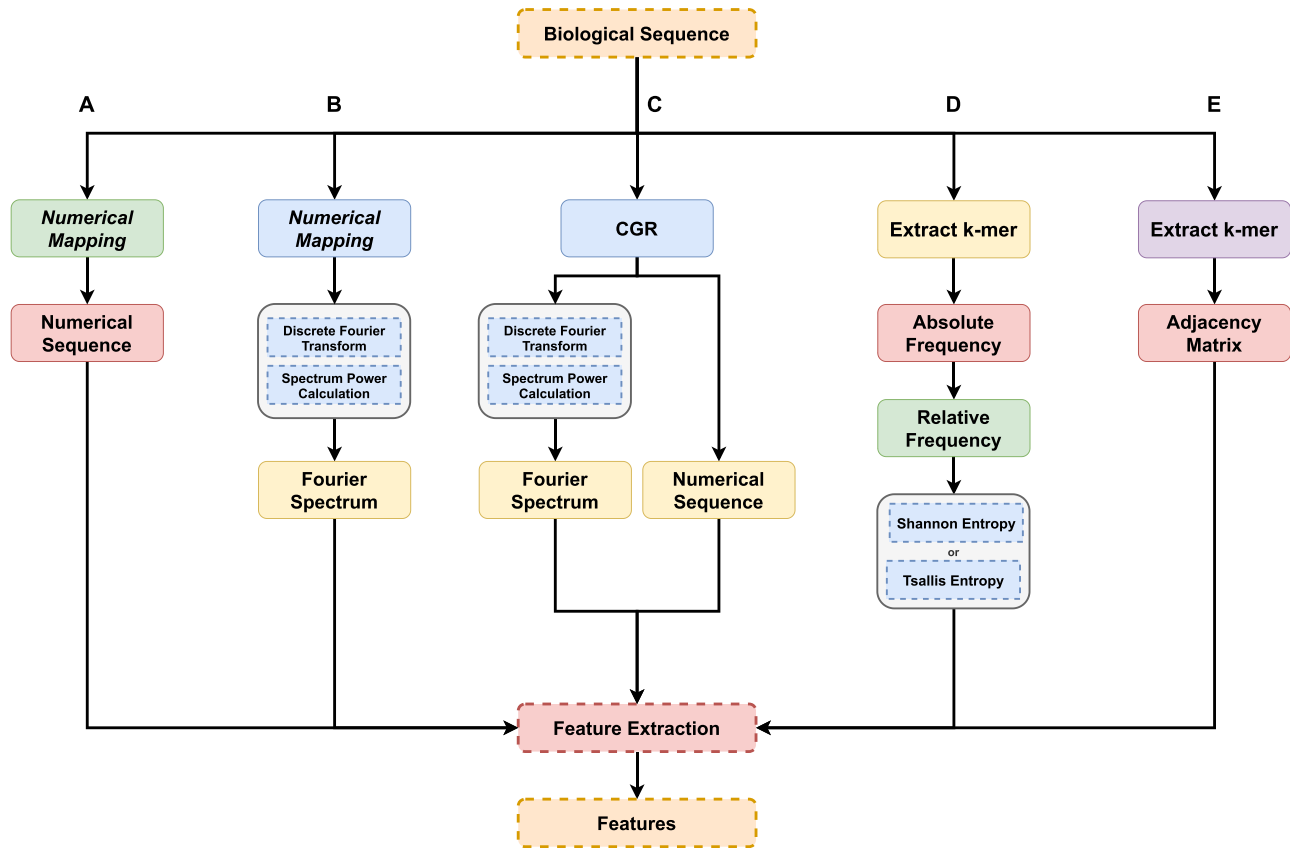 Biological Sequence
A
B
C
D
E
Numerical
Mapping
Numerical
Mapping
CGR
Extract k-mer
Extract k-mer
Numerical
Sequence
Discrete Fourier
Transform
Spectrum Power
Calculation
Discrete Fourier
Transform
Spectrum Power
Calculation
Absolute
Frequency
Adjacency
Matrix
Relative
Frequency
Fourier
Spectrum
Fourier
Spectrum
Numerical
Sequence
Shannon Entropy
or
Tsallis Entropy
Feature Extraction
Features